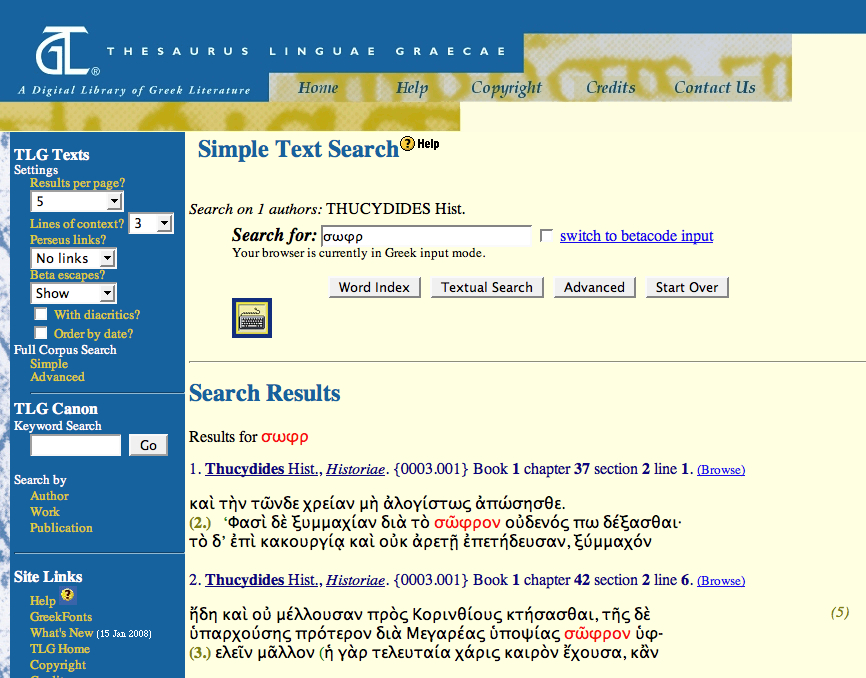 THESAURUS LINGUAE GRAECAE
GL®
A Digital Library of Greek Literature
Home Help Copyright Credits Contact Us
TLG Texts
Settings
Results per page?
5
Lines of context? 3
Perseus links?
No links
Beta escapes?
Show
With diacritics?
Order by date?
Full Corpus Search
Simple
Advanced
TLG Canon
Keyword Search
Go
Search by
Author
Work
Publication
Site Links
Help ?
GreekFonts
What's New (15 Jan 2008)
TLG Home
Copyright
Simple Text Search ? Help
Search on 1 authors: THUCYDIDES Hist.
Search for: σωφρ switch to betacode input
Your browser is currently in Greek input mode.
Word Index Textual Search Advanced Start Over
Search Results
Results for σωφρ
1. Thucydides Hist., Historiae. {0003.001} Book 1 chapter 37 section 2 line 1. (Browse)
καὶ τὴν τῶνδε χρείαν μὴ ἀλογίστως ἀπώσησθε.
(2.) ‘Φασὶ δὲ ξυμμαχίαν διὰ τὸ σῶφρον οὐδενός πω δέξασθαι·
τὸ δ’ ἐπὶ κακουργίᾳ καὶ οὐκ ἀρετῇ ἐπετήδευσαν, ξύμμαχόν
2. Thucydides Hist., Historiae. {0003.001} Book 1 chapter 42 section 2 line 6. (Browse)
ἤδη καὶ οὐ μέλλουσαν πρὸς Κορινθίους κτήσασθαι, τῆς δὲ (5)
ὑπαρχούσης πρότερον διὰ Μεγαρέας ὑποψίας σῶφρον ὑφ-
(3.) ελεῖν μᾶλλον (ἡ γὰρ τελευταία χάρις καιρὸν ἔχουσα, κἂν